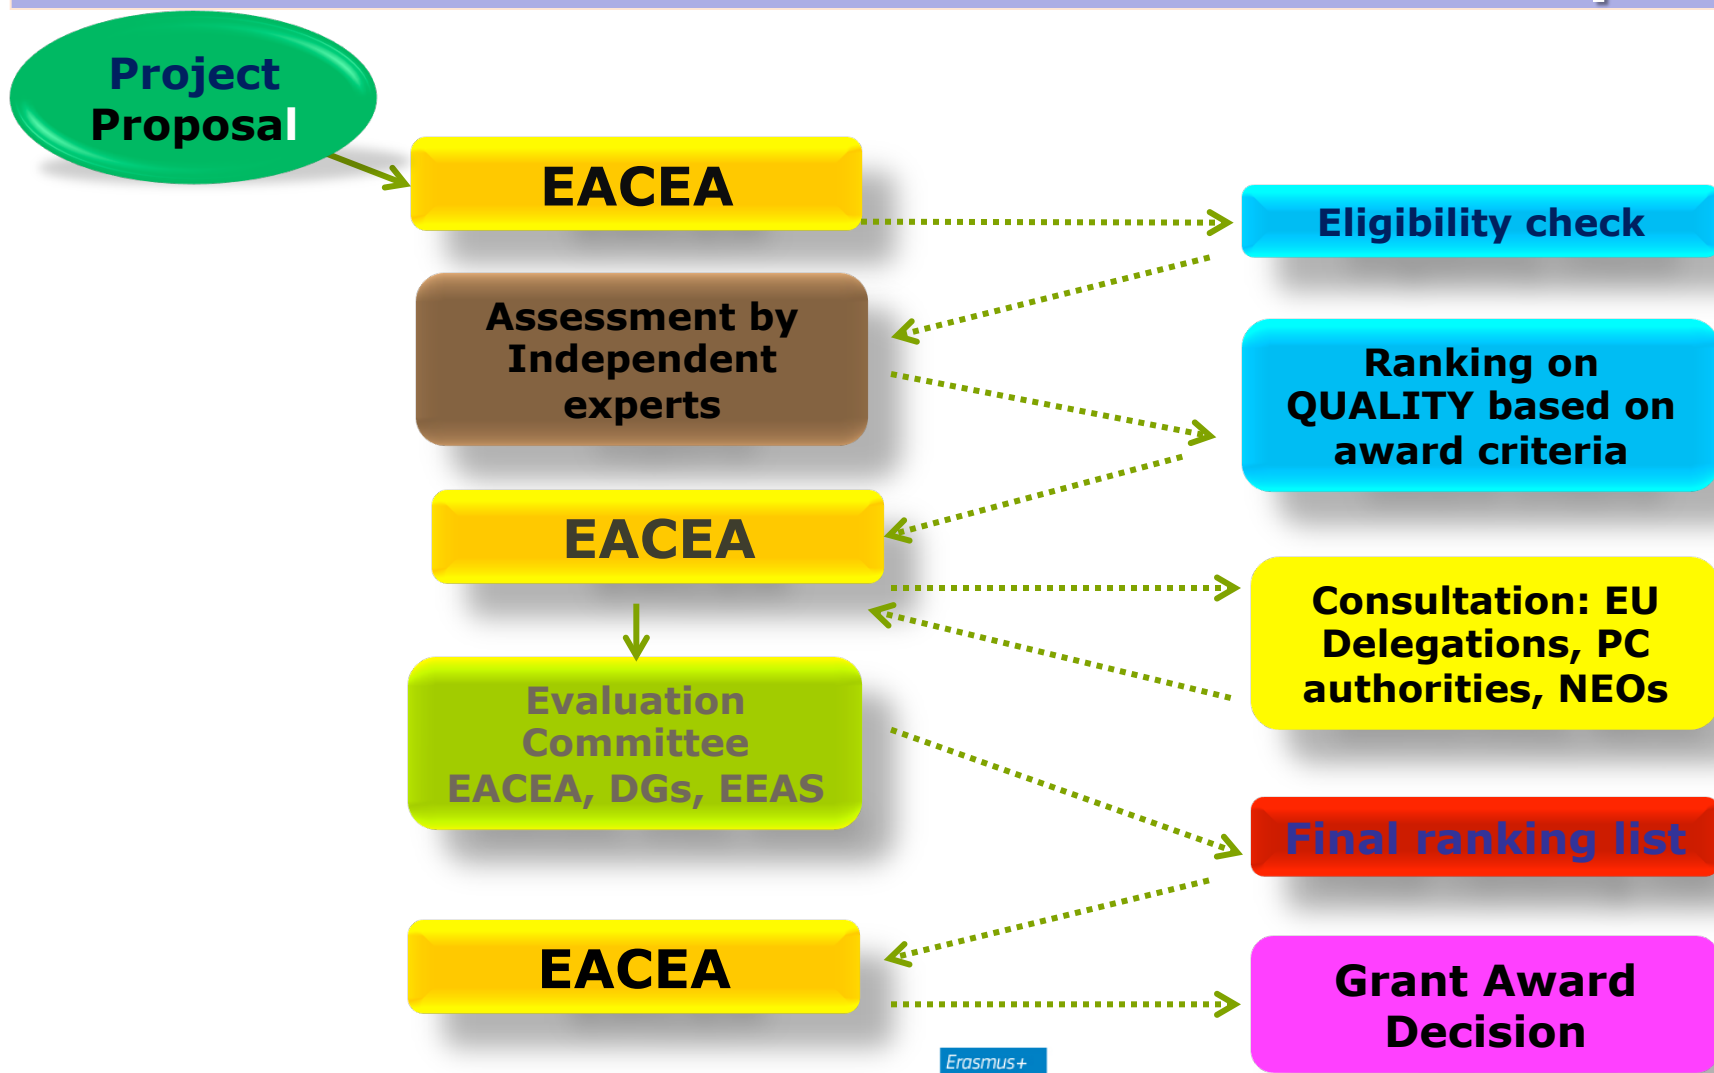 Project
Proposal
EACEA
Eligibility check
Assessment by
Independent
experts
Ranking on
QUALITY based on
award criteria
EACEA
Consultation: EU
Delegations, PC
authorities, NEOs
Evaluation
Committee
EACEA, DGs, EEAS
Final ranking list
EACEA
Grant Award
Decision
Erasmus+